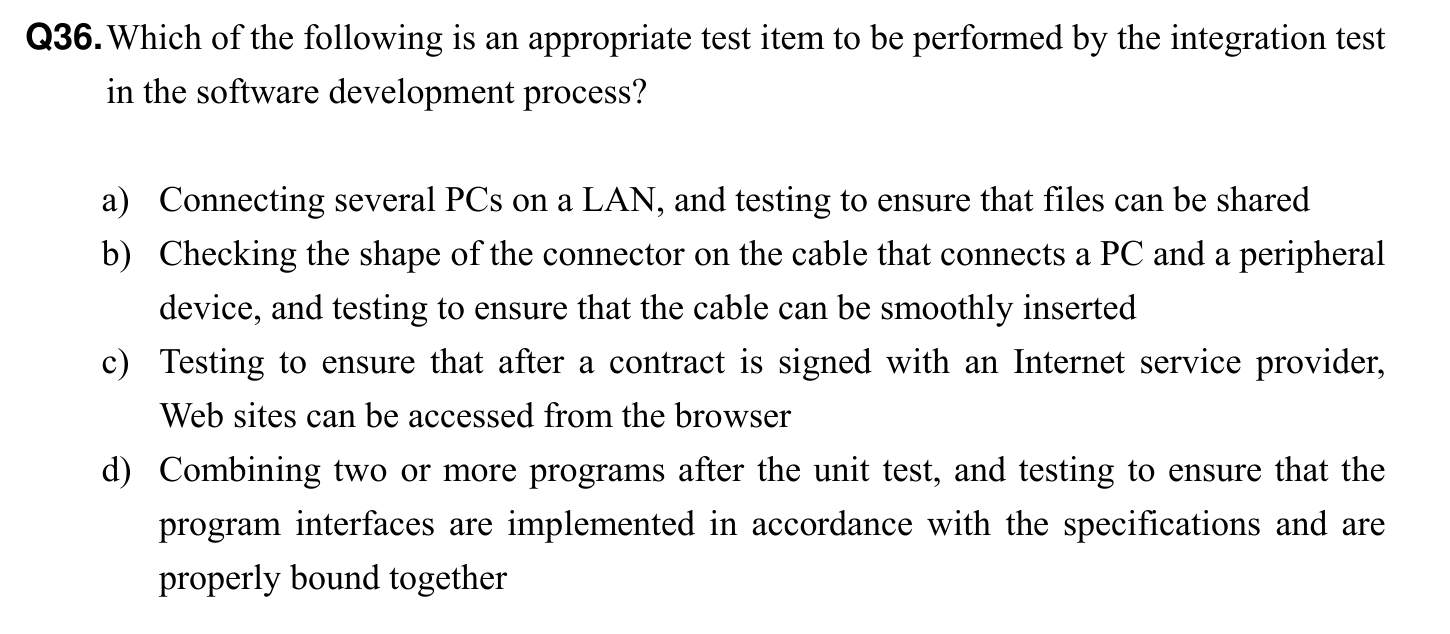 Q36. Which of the following is an appropriate test item to be performed by the integration test
in the software development process?
a) Connecting several PCs on a LAN, and testing to ensure that files can be shared
b) Checking the shape of the connector on the cable that connects a PC and a peripheral
device, and testing to ensure that the cable can be smoothly inserted
c) Testing to ensure that after a contract is signed with an Internet service provider,
Web sites can be accessed from the browser
d) Combining two or more programs after the unit test, and testing to ensure that the
program interfaces are implemented in accordance with the specifications and are
properly bound together